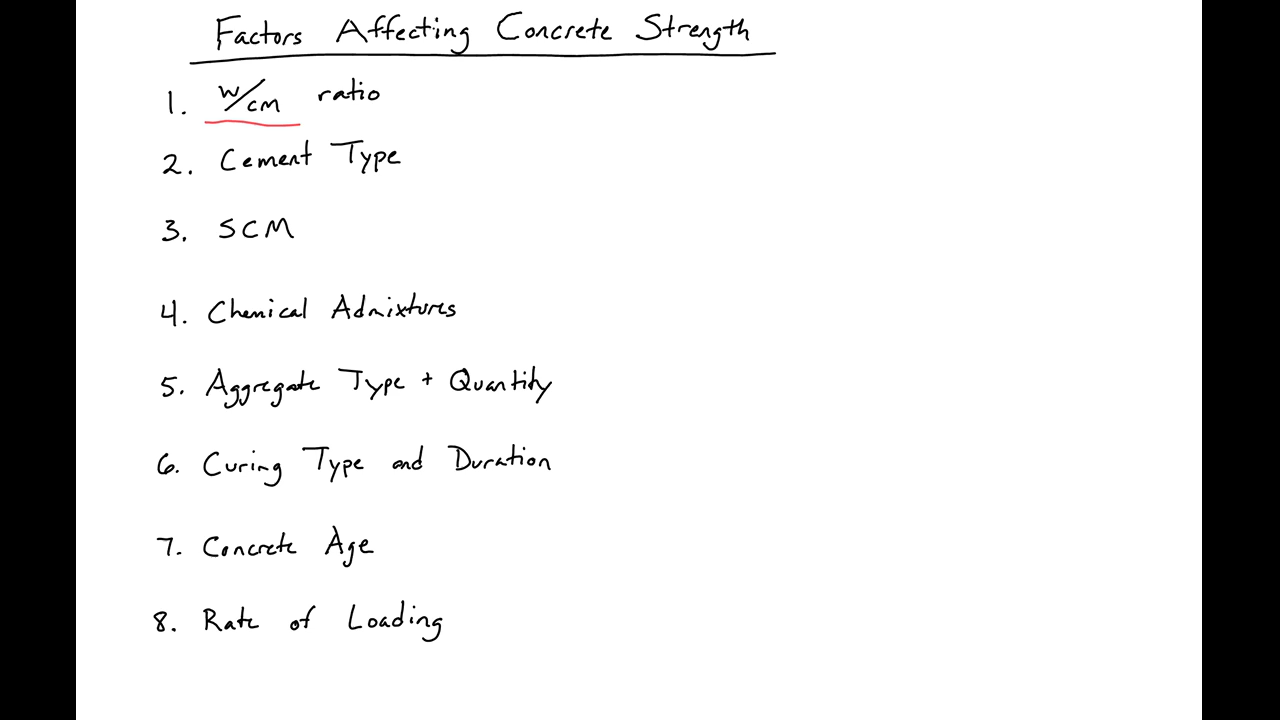 Factors Affecting Concrete Strength
1. w/cm ratio
2. Cement Type
3. SCM
4. Chemical Admixtures
5. Aggregate Type + Quantity
6. Curing Type and Duration
7. Concrete Age
8. Rate of Loading